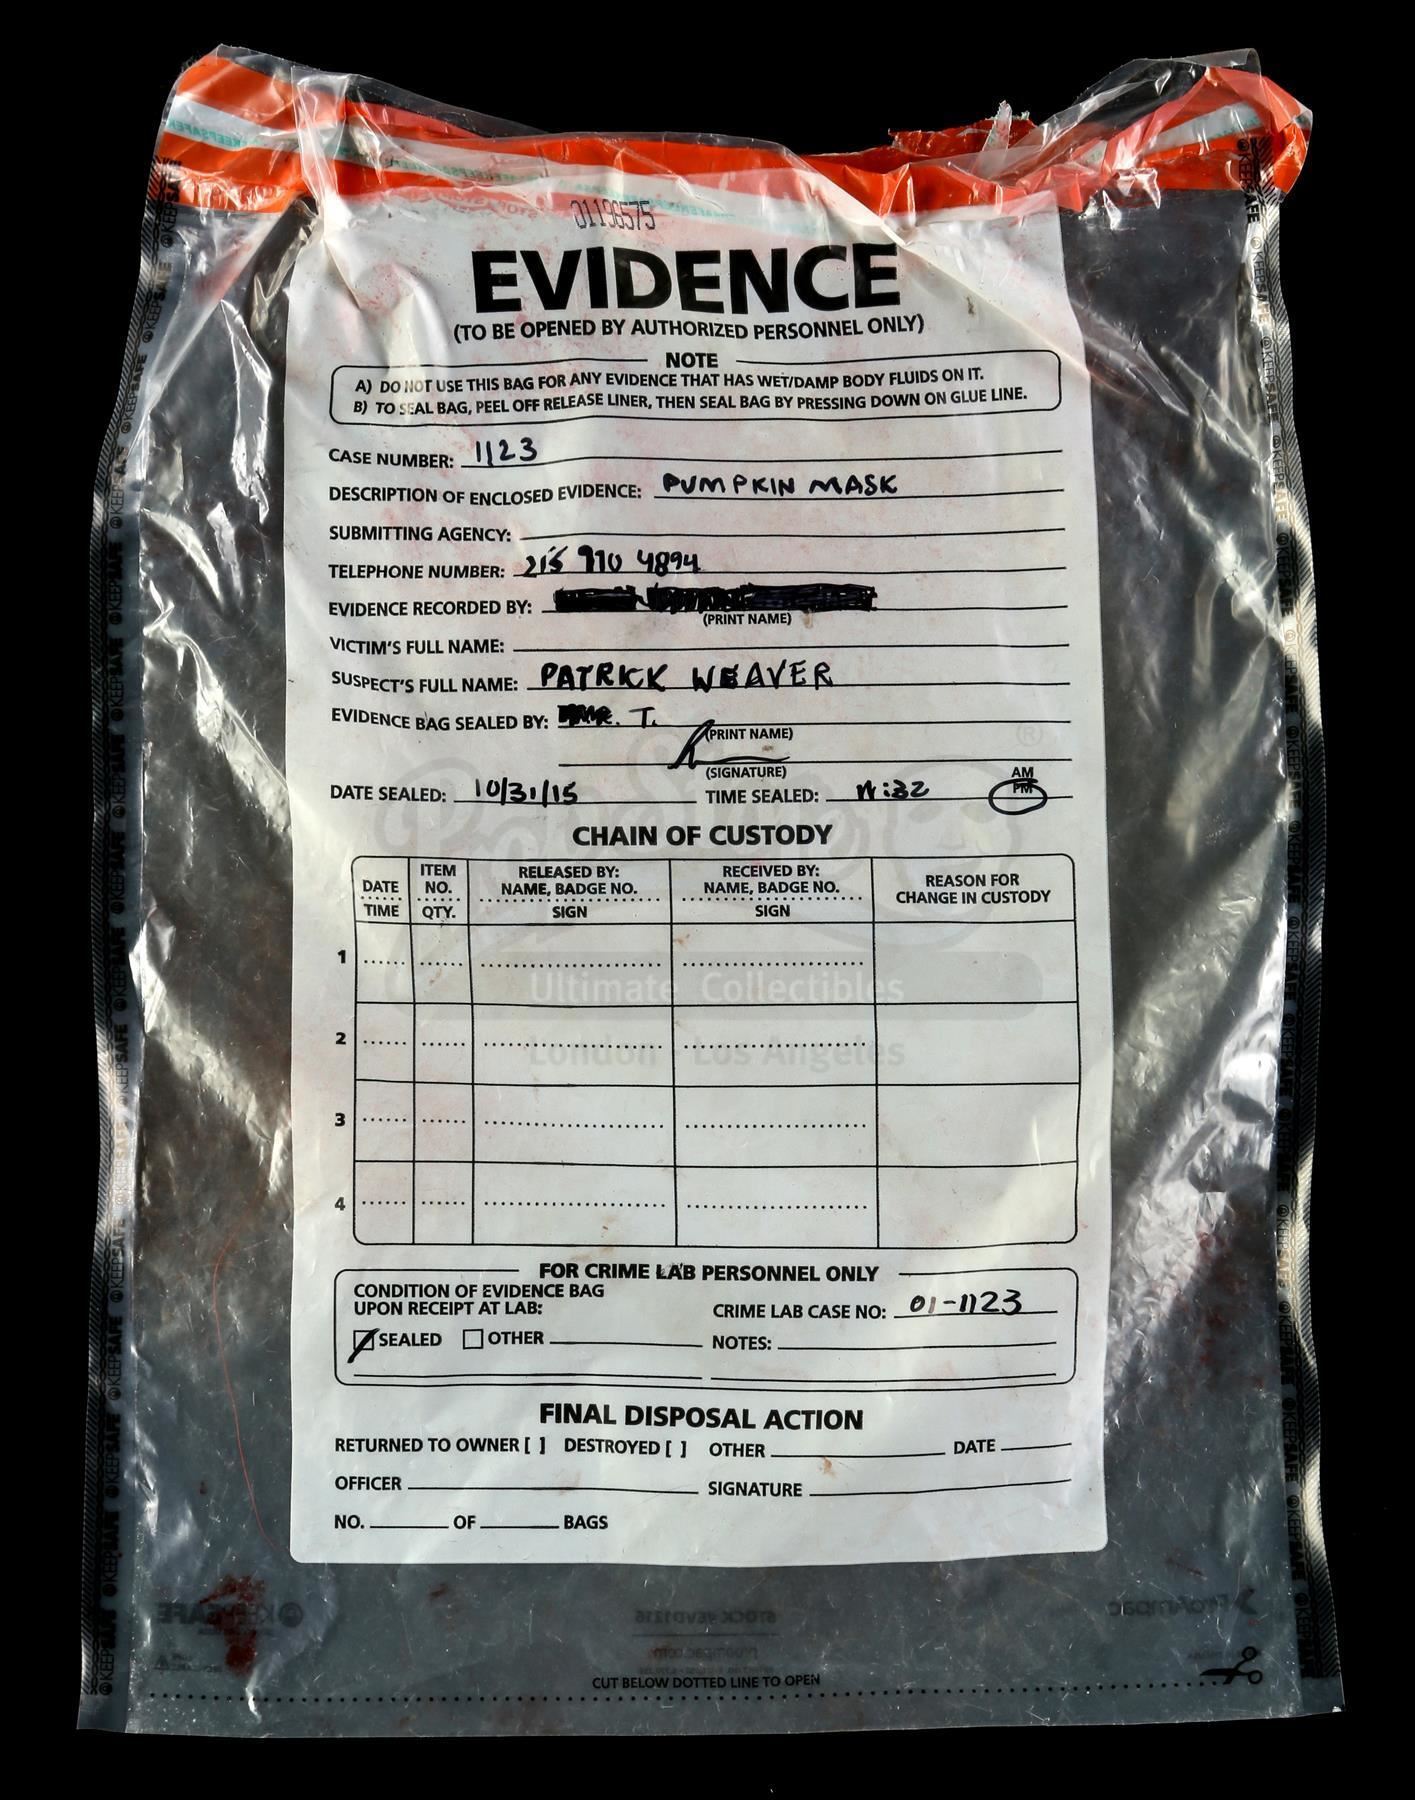 01196575
EVIDENCE
(TO BE OPENED BY AUTHORIZED PERSONNEL ONLY)
NOTE
A) DO NOT USE THIS BAG FOR ANY EVIDENCE THAT HAS WET/DAMP BODY FLUIDS ON IT.
B) TO SEAL BAG, PEEL OFF RELEASE LINER, THEN SEAL BAG BY PRESSING DOWN ON GLUE LINE.
CASE NUMBER: 1123
DESCRIPTION OF ENCLOSED EVIDENCE: PUMPKIN MASK
SUBMITTING AGENCY:
TELEPHONE NUMBER: 215 910 4894
EVIDENCE RECORDED BY:
(PRINT NAME)
VICTIM'S FULL NAME:
SUSPECT'S FULL NAME: PATRICK WEAVER
EVIDENCE BAG SEALED BY: T.
(PRINT NAME)
(SIGNATURE)
AM
DATE SEALED: 10/31/15 TIME SEALED: 11:32 PM
CHAIN OF CUSTODY
DATE TIME ITEM NO. QTY. RELEASED BY: NAME, BADGE NO. SIGN RECEIVED BY: NAME, BADGE NO. SIGN REASON FOR CHANGE IN CUSTODY
1
Ultimate Collectibles
2
London - Los Angeles
3
4
FOR CRIME LAB PERSONNEL ONLY
CONDITION OF EVIDENCE BAG
UPON RECEIPT AT LAB:
CRIME LAB CASE NO: 01-1123
SEALED OTHER NOTES:
FINAL DISPOSAL ACTION
RETURNED TO OWNER [ ] DESTROYED [ ] OTHER DATE
OFFICER SIGNATURE
NO. OF BAGS
KEEPSAFE
STOCK #EVD1216
ProAmpac
CUT BELOW DOTTED LINE TO OPEN